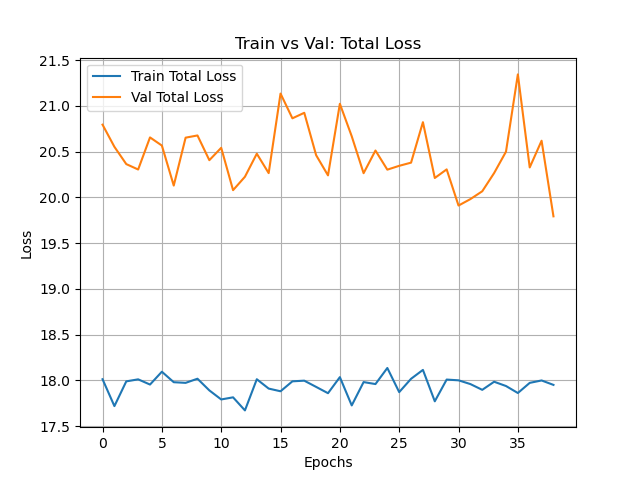 Train vs Val: Total Loss
Train Total Loss
Val Total Loss
21.5
21.0
20.5
20.0
19.5
19.0
18.5
18.0
17.5
Loss
0 5 10 15 20 25 30 35
Epochs